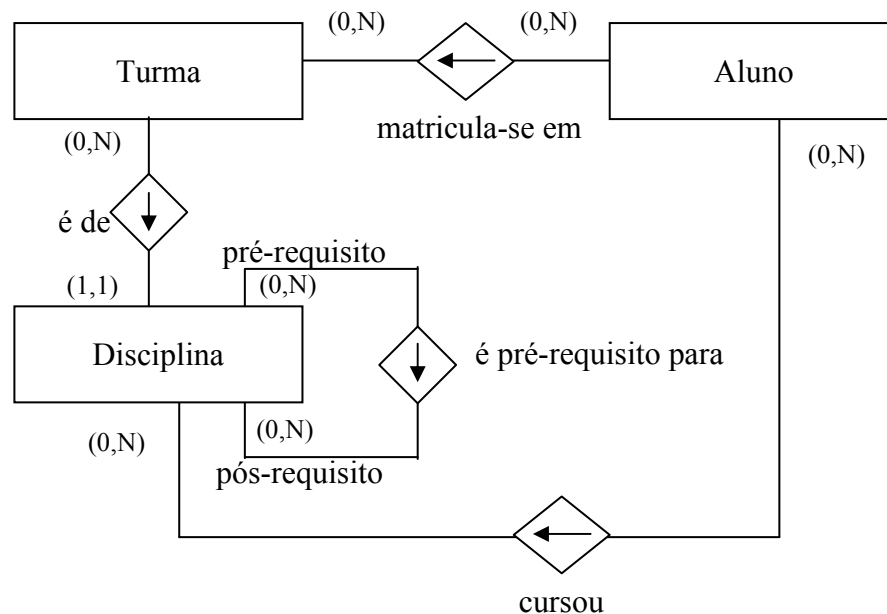 (0,N) (0,N)
Turma Aluno
matricula-se em
(0,N) (0,N)
é de
pré-requisito
(1,1) (0,N)
Disciplina é pré-requisito para
(0,N) (0,N)
pós-requisito
cursou